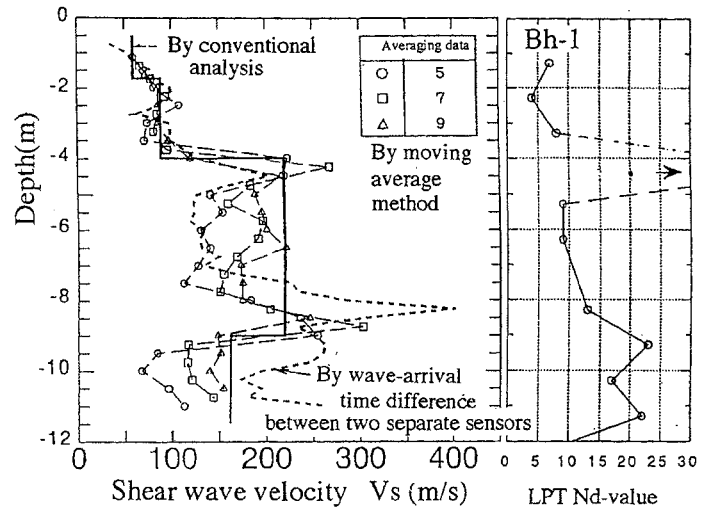 0
-2
-4
-6
-8
-10
-12
Depth(m)
By conventional
analysis
Averaging data
5
7
9
By moving
average
method
By wave-arrival
time difference
between two separate sensors
0 100 200 300 400
Shear wave velocity Vs (m/s)
Bh-1
0 5 10 15 20 25 30
LPT Nd-value